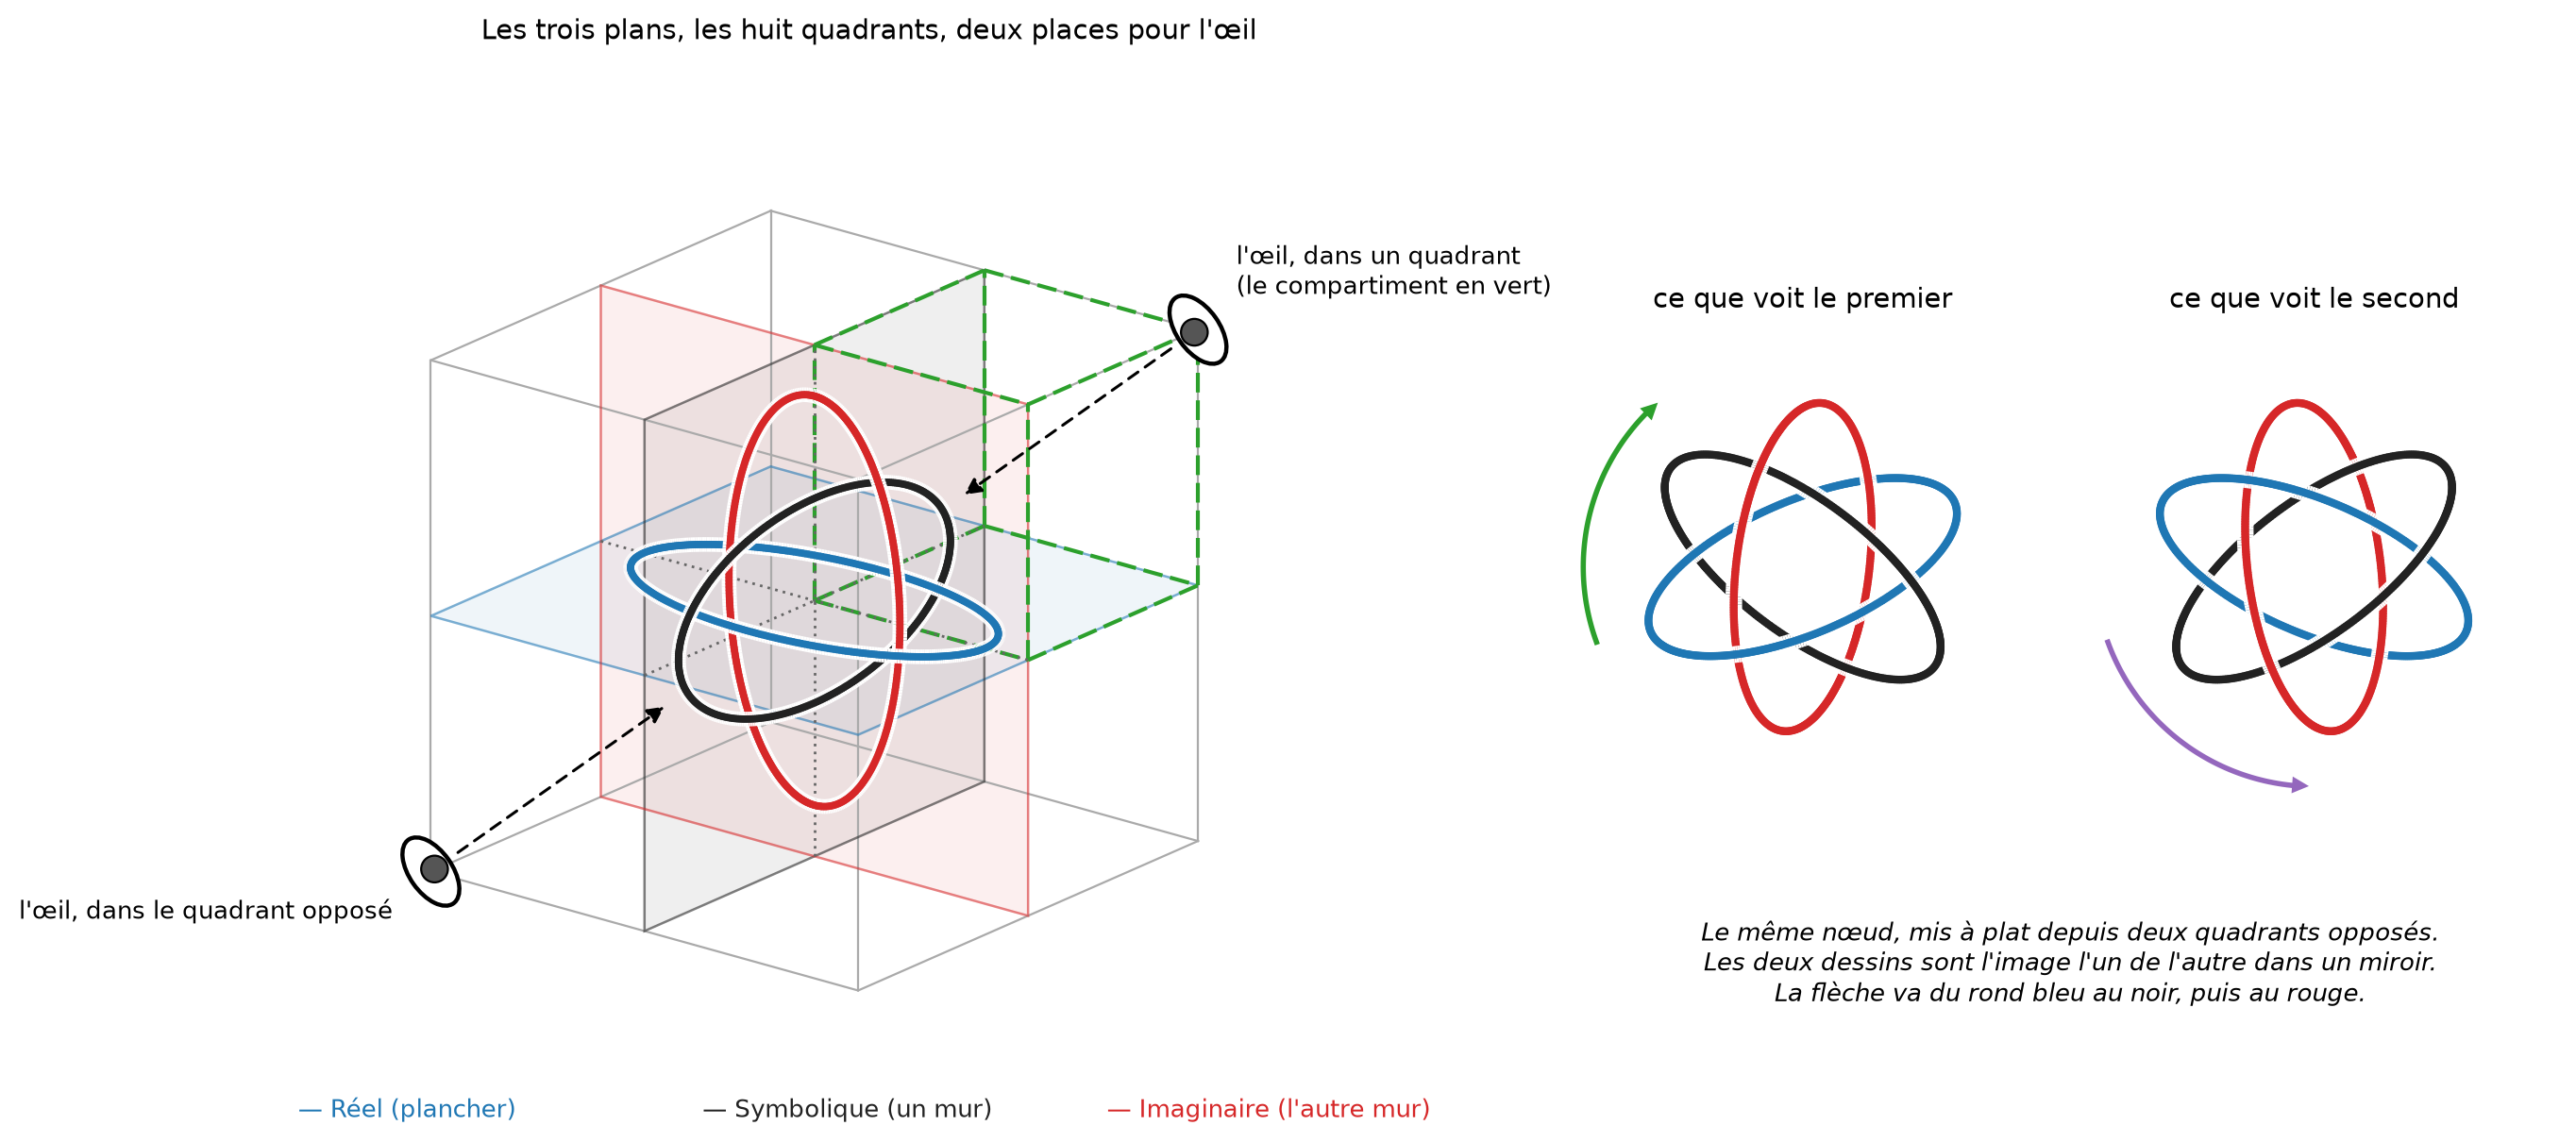 Les trois plans, les huit quadrants, deux places pour l'œil
l'œil, dans un quadrant
(le compartiment en vert)
ce que voit le premier
ce que voit le second
l'œil, dans le quadrant opposé
Le même nœud, mis à plat depuis deux quadrants opposés.
Les deux dessins sont l'image l'un de l'autre dans un miroir.
La flèche va du rond bleu au noir, puis au rouge.
— Réel (plancher)
— Symbolique (un mur)
— Imaginaire (l'autre mur)